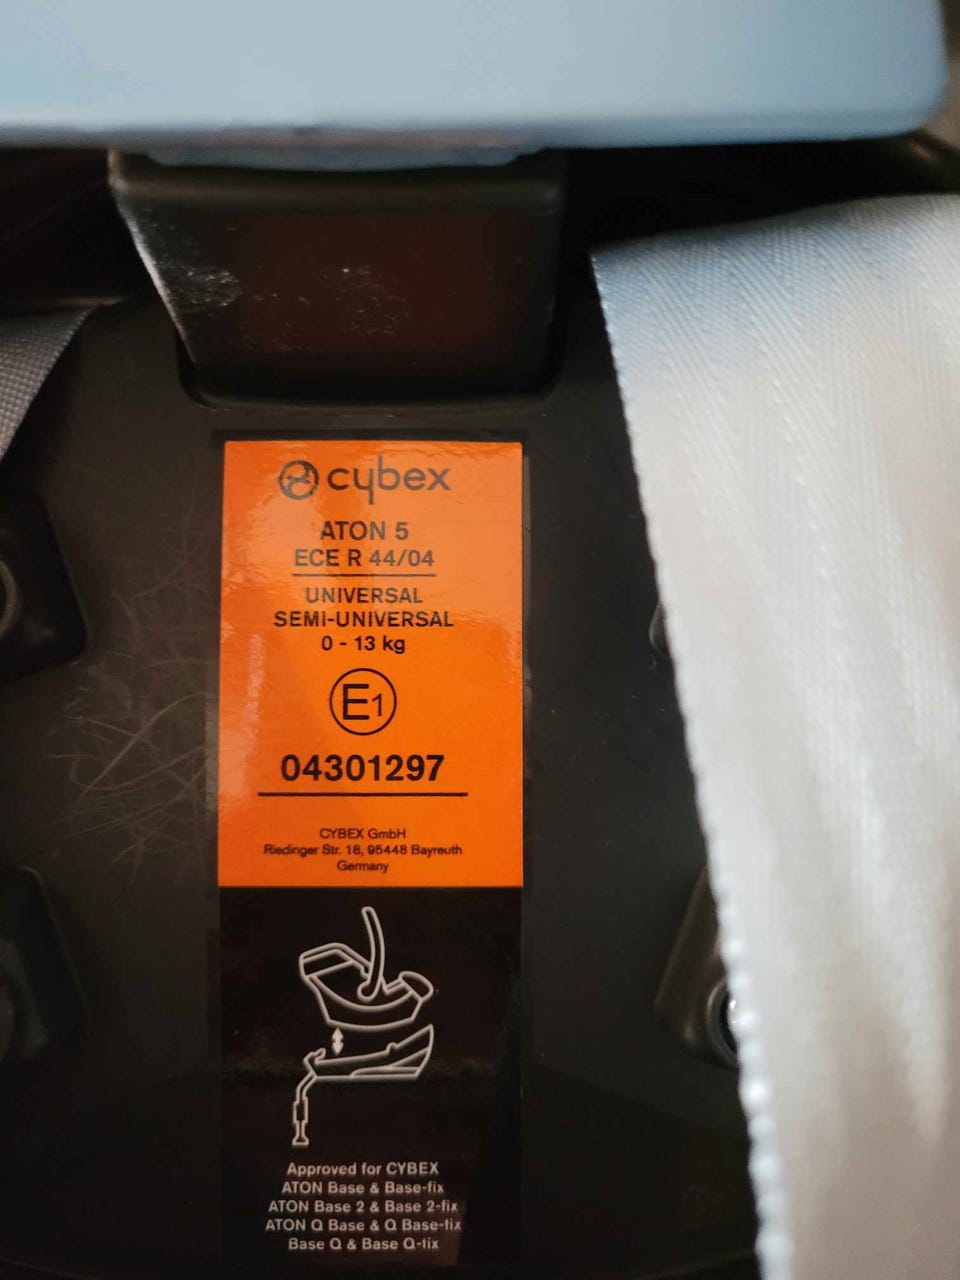 cybex
ATON 5
ECE R 44/04
UNIVERSAL
SEMI-UNIVERSAL
0 - 13 kg
E1
04301297
CYBEX GmbH
Riedinger Str. 18, 95448 Bayreuth
Germany
Approved for CYBEX
ATON Base & Base-fix
ATON Base 2 & Base 2-fix
ATON Q Base & Q Base-fix
Base Q & Base Q-fix